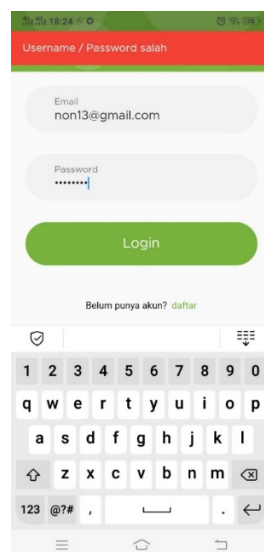 18:24
Username / Password salah
Email
non13@gmail.com
Password
••••••••
Login
Belum punya akun? daftar
1 2 3 4 5 6 7 8 9 0
q w e r t y u i o p
a s d f g h j k l
z x c v b n m
123 @?# , .